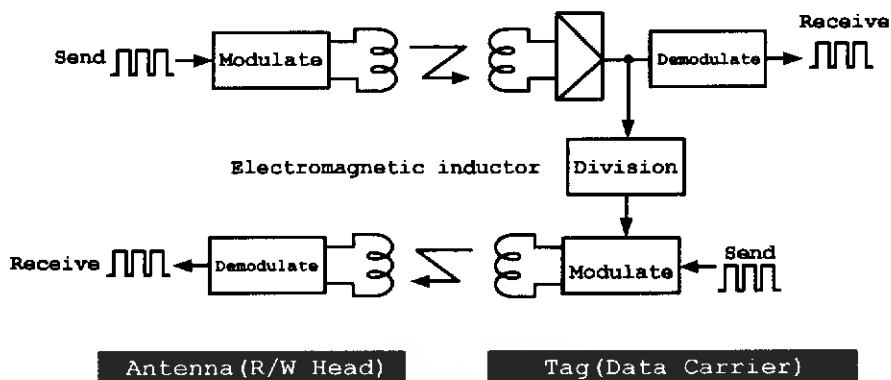 Receive
Send
Modulate
Demodulate
Electromagnetic inductor
Division
Receive
Demodulate
Modulate
Send
Antenna(R/W Head)
Tag(Data Carrier)